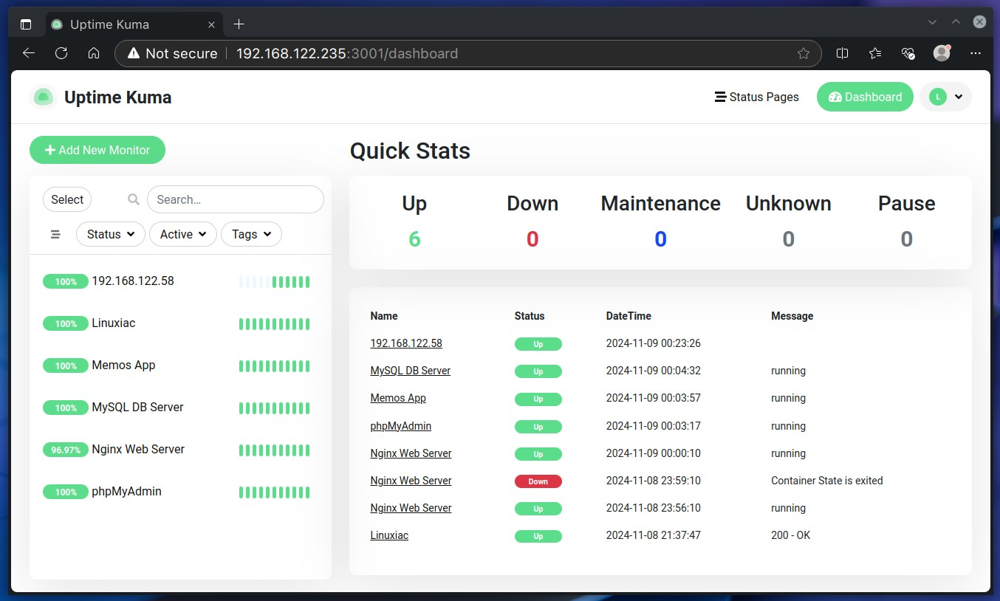 Uptime Kuma
Not secure 192.168.122.235:3001/dashboard
Uptime Kuma
Status Pages
Dashboard
L
Add New Monitor
Select
Search...
Status
Active
Tags
100% 192.168.122.58
100% Linuxiac
100% Memos App
100% MySQL DB Server
96.97% Nginx Web Server
100% phpMyAdmin
Quick Stats
Up Down Maintenance Unknown Pause
6 0 0 0 0
Name Status DateTime Message
192.168.122.58 Up 2024-11-09 00:23:26
MySQL DB Server Up 2024-11-09 00:04:32 running
Memos App Up 2024-11-09 00:03:57 running
phpMyAdmin Up 2024-11-09 00:03:17 running
Nginx Web Server Up 2024-11-09 00:00:10 running
Nginx Web Server Down 2024-11-08 23:59:10 Container State is exited
Nginx Web Server Up 2024-11-08 23:56:10 running
Linuxiac Up 2024-11-08 21:37:47 200 - OK